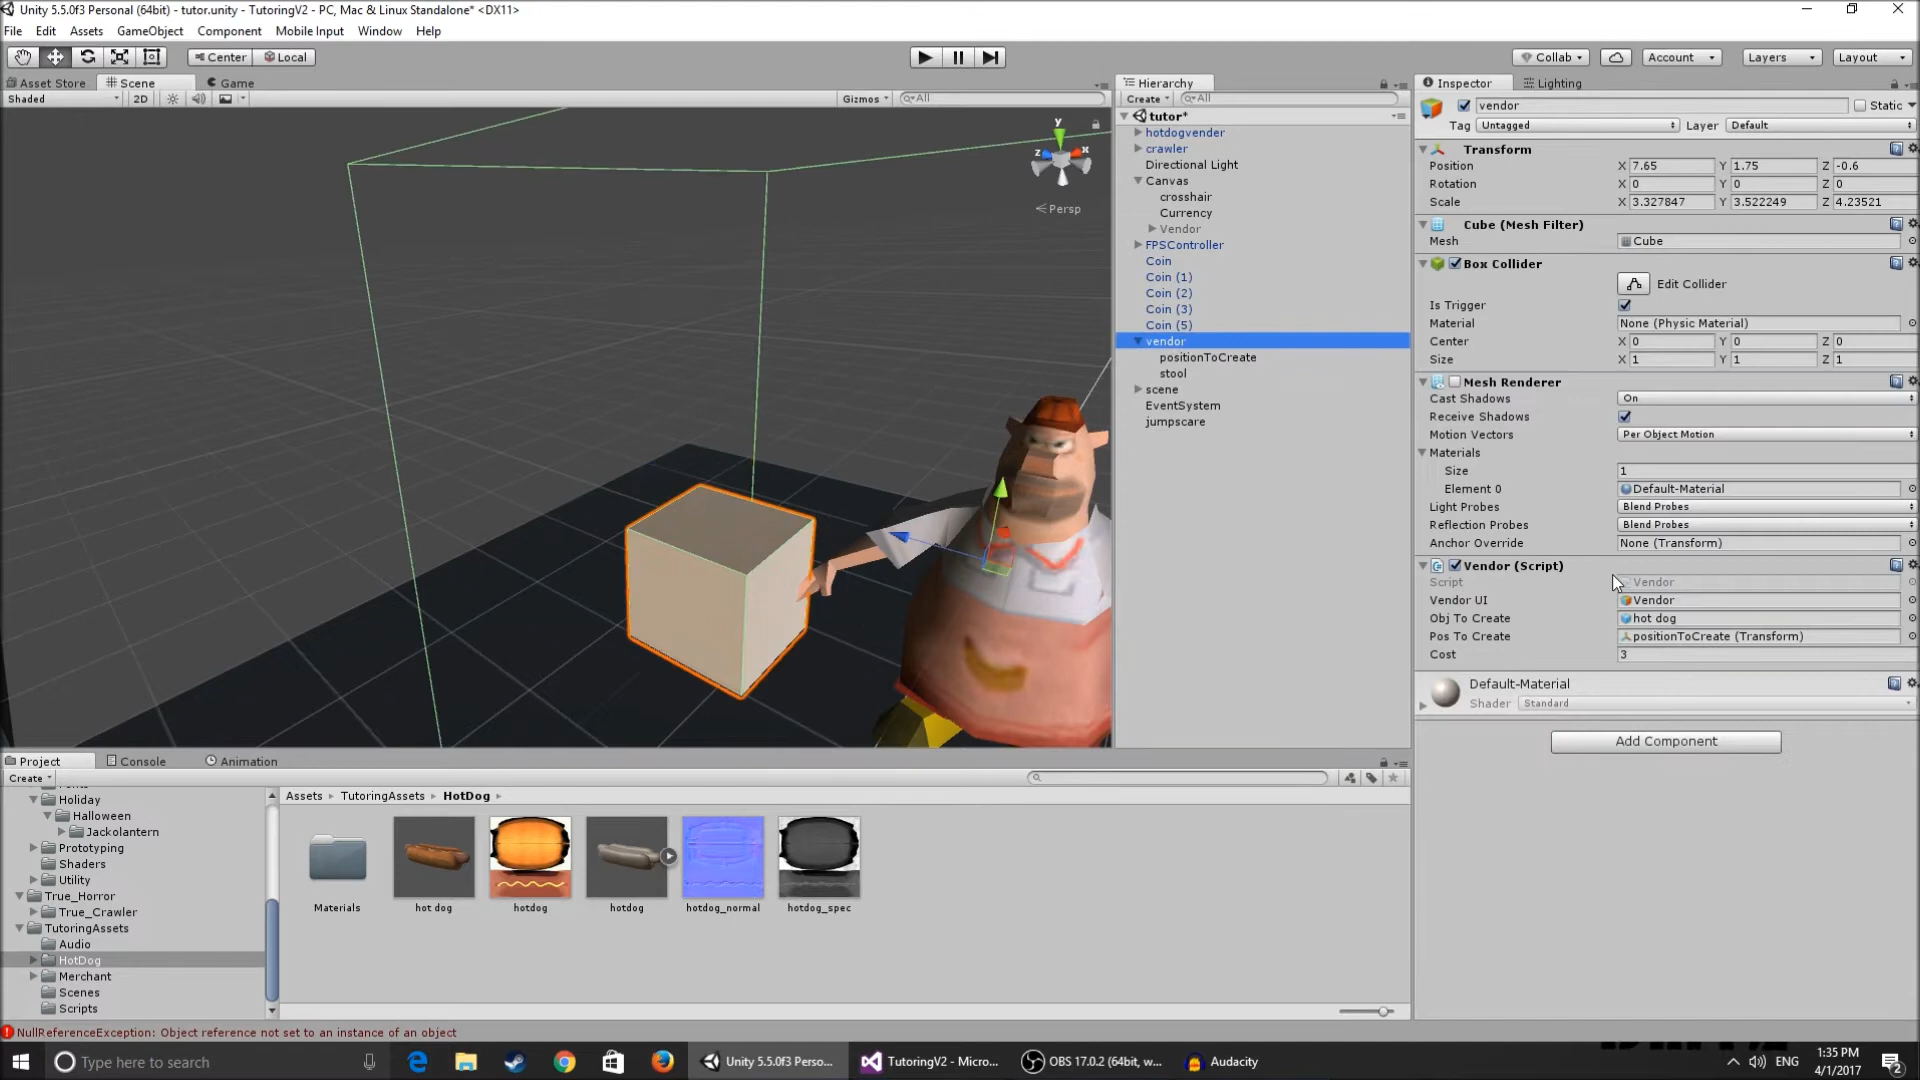 Unity 5.5.0f3 Personal (64bit) - tutor.unity - TutoringV2 - PC, Mac & Linux Standalone* <DX11>
File Edit Assets GameObject Component Mobile Input Window Help
Center Local Collab Account Layers Layout
Asset Store Scene Game
Shaded 2D Gizmos All
y
z x
Persp
Hierarchy
Create All
tutor*
hotdogvender
crawler
Directional Light
Canvas
crosshair
Currency
Vendor
FPSController
Coin
Coin (1)
Coin (2)
Coin (3)
Coin (5)
vendor
positionToCreate
stool
scene
EventSystem
jumpscare
Inspector Lighting
vendor Static
Tag Untagged Layer Default
Transform
Position X 7.65 Y 1.75 Z -0.6
Rotation X 0 Y 0 Z 0
Scale X 3.327847 Y 3.522249 Z 4.23521
Cube (Mesh Filter)
Mesh Cube
Box Collider
Edit Collider
Is Trigger
Material None (Physic Material)
Center X 0 Y 0 Z 0
Size X 1 Y 1 Z 1
Mesh Renderer
Cast Shadows On
Receive Shadows
Motion Vectors Per Object Motion
Materials
Size 1
Element 0 Default-Material
Light Probes Blend Probes
Reflection Probes Blend Probes
Anchor Override None (Transform)
Vendor (Script)
Script Vendor
Vendor UI Vendor
Obj To Create hot dog
Pos To Create positionToCreate (Transform)
Cost 3
Default-Material
Shader Standard
Add Component
Project Console Animation
Create
Holiday
Halloween
Jackolantern
Prototyping
Shaders
Utility
True_Horror
True_Crawler
TutoringAssets
Audio
HotDog
Merchant
Scenes
Scripts
Assets TutoringAssets HotDog
Materials hot dog hotdog hotdog hotdog_normal hotdog_spec
NullReferenceException: Object reference not set to an instance of an object
Type here to search Unity 5.5.0f3 Perso... TutoringV2 - Micro... OBS 17.0.2 (64bit, w... Audacity ENG 1:35 PM
4/1/2017 2